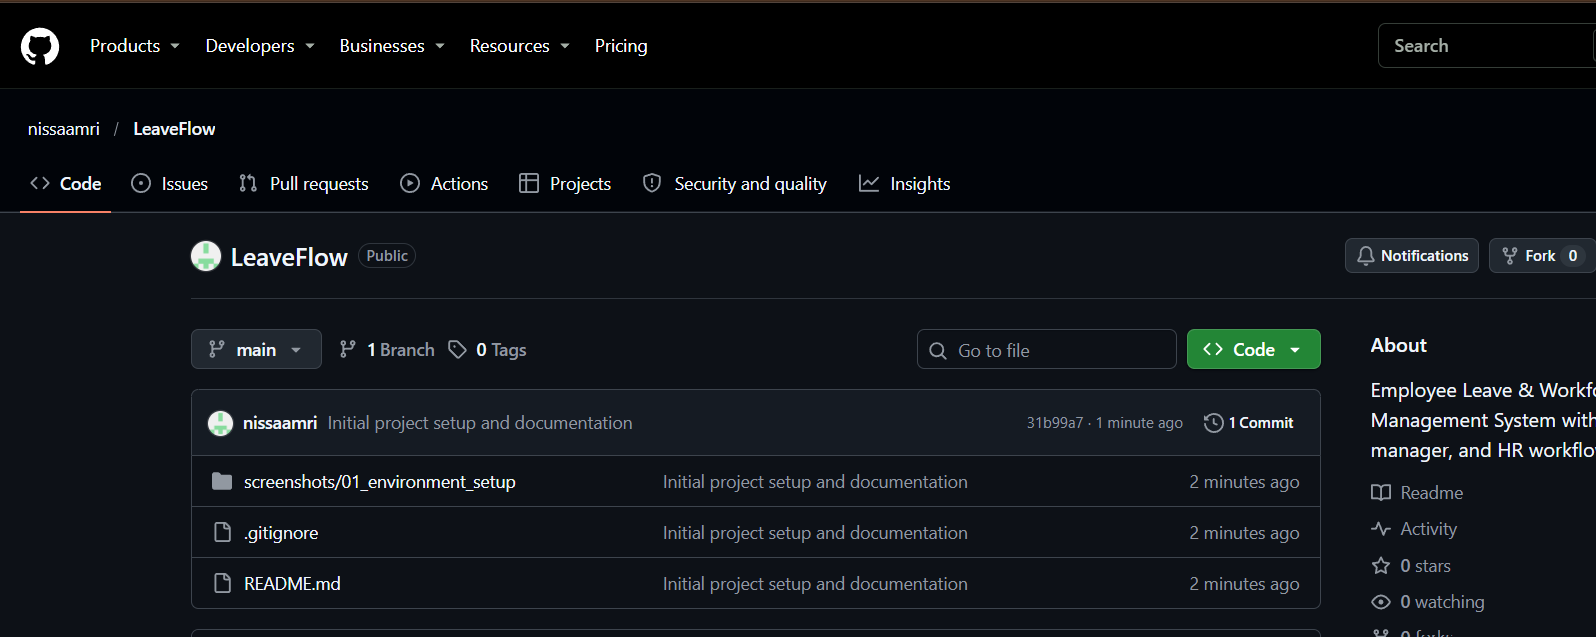 Products Developers Businesses Resources Pricing Search
nissaamri / LeaveFlow
Code Issues Pull requests Actions Projects Security and quality Insights
LeaveFlow Public Notifications Fork 0
main 1 Branch 0 Tags Go to file Code
nissaamri Initial project setup and documentation 31b99a7 · 1 minute ago 1 Commit
screenshots/01_environment_setup Initial project setup and documentation 2 minutes ago
.gitignore Initial project setup and documentation 2 minutes ago
README.md Initial project setup and documentation 2 minutes ago
About
Employee Leave &
Management System with
manager, and HR
Readme
Activity
0 stars
0 watching